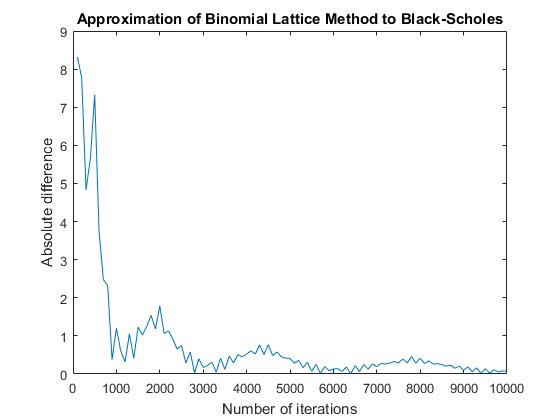 Approximation of Binomial Lattice Method to Black-Scholes
9
8
7
6
5
4
3
2
1
0
Absolute difference
0 1000 2000 3000 4000 5000 6000 7000 8000 9000 10000
Number of iterations